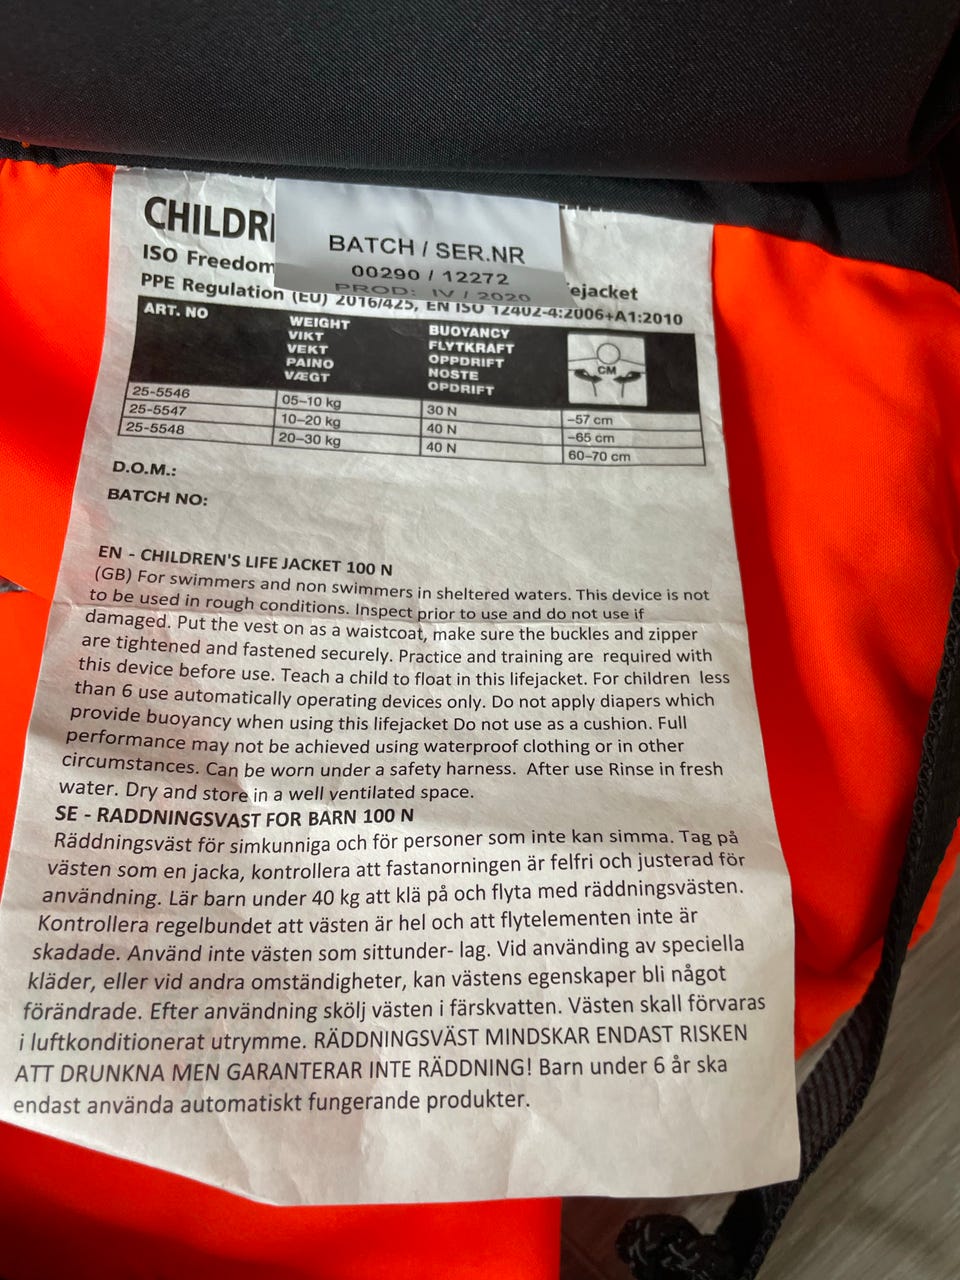 CHILDR
BATCH / SER.NR
00290 / 12272
PROD: IV / 2020
ISO Freedom
ejacket
PPE Regulation (EU) 2016/425, EN ISO 12402-4:2006+A1:2010
ART. NO
WEIGHT
VIKT
VEKT
PAINO
VÆGT
BUOYANCY
FLYTKRAFT
OPPDRIFT
NOSTE
OPDRIFT
CM
25-5546 05–10 kg 30 N –57 cm
25-5547 10–20 kg 40 N –65 cm
25-5548 20–30 kg 40 N 60–70 cm
D.O.M.:
BATCH NO:
EN - CHILDREN'S LIFE JACKET 100 N
(GB) For swimmers and non swimmers in sheltered waters. This device is not
to be used in rough conditions. Inspect prior to use and do not use if
damaged. Put the vest on as a waistcoat, make sure the buckles and zipper
are tightened and fastened securely. Practice and training are required with
this device before use. Teach a child to float in this lifejacket. For children less
than 6 use automatically operating devices only. Do not apply diapers which
provide buoyancy when using this lifejacket Do not use as a cushion. Full
performance may not be achieved using waterproof clothing or in other
circumstances. Can be worn under a safety harness. After use Rinse in fresh
water. Dry and store in a well ventilated space.
SE - RADDNINGSVAST FOR BARN 100 N
Räddningsväst för simkunniga och för personer som inte kan simma. Tag på
västen som en jacka, kontrollera att fastanorningen är felfri och justerad för
användning. Lär barn under 40 kg att klä på och flyta med räddningsvästen.
Kontrollera regelbundet att västen är hel och att flytelementen inte är
skadade. Använd inte västen som sittunder- lag. Vid använding av speciella
kläder, eller vid andra omständigheter, kan västens egenskaper bli något
förändrade. Efter användning skölj västen i färskvatten. Västen skall förvaras
i luftkonditionerat utrymme. RÄDDNINGSVÄST MINDSKAR ENDAST RISKEN
ATT DRUNKNA MEN GARANTERAR INTE RÄDDNING! Barn under 6 år ska
endast använda automatiskt fungerande produkter.